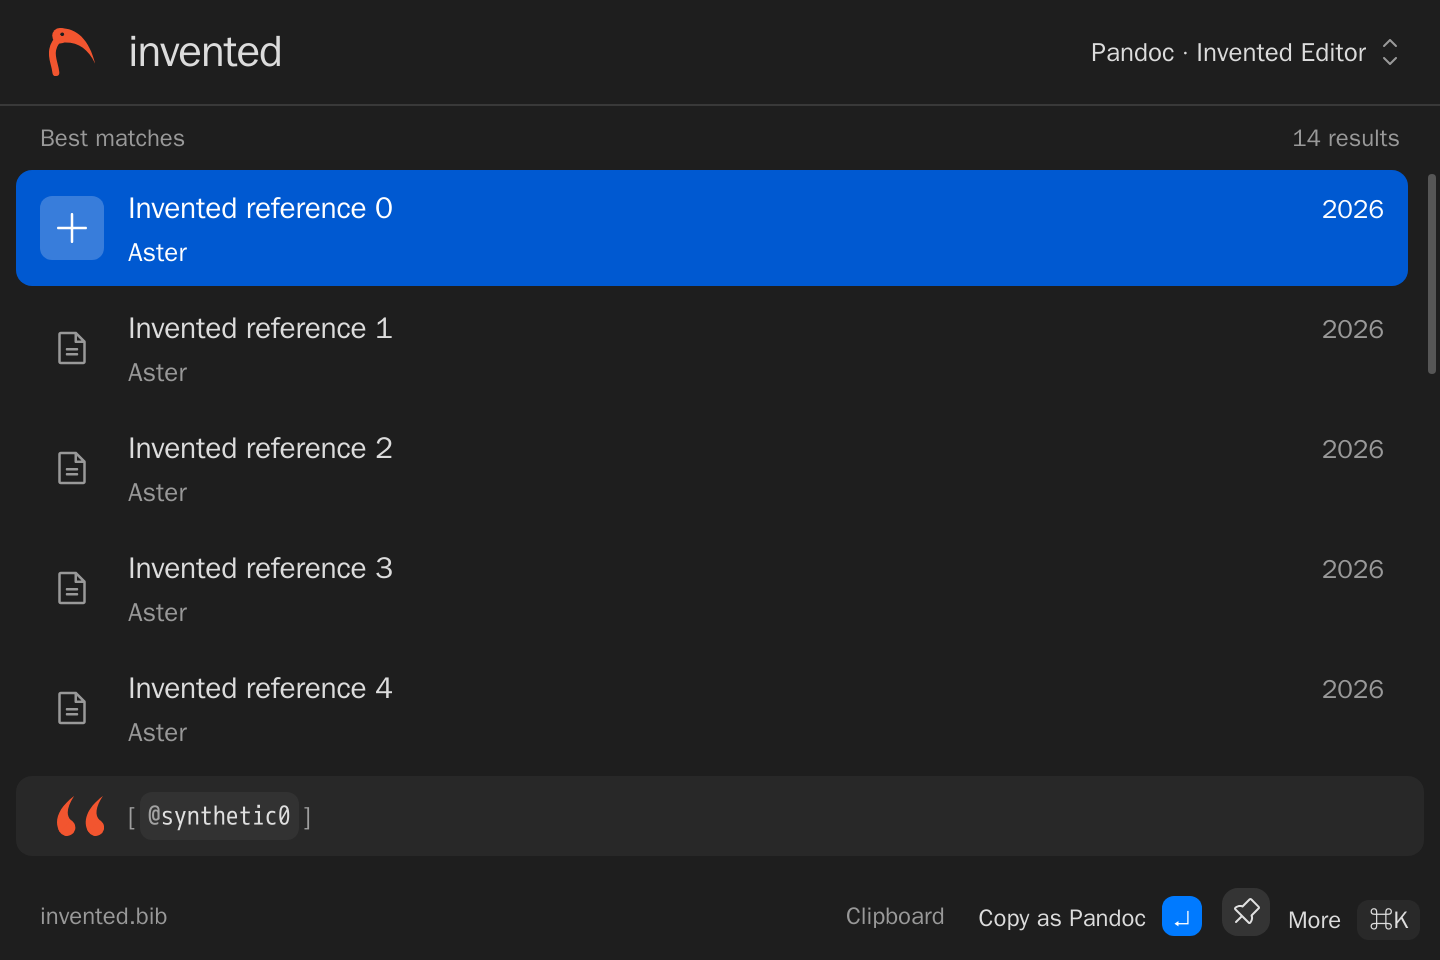 invented
Pandoc · Invented Editor
Best matches
14 results
Invented reference 0
2026
Aster
Invented reference 1
2026
Aster
Invented reference 2
2026
Aster
Invented reference 3
2026
Aster
Invented reference 4
2026
Aster
[@synthetic0]
invented.bib
Clipboard
Copy as Pandoc
More
⌘K